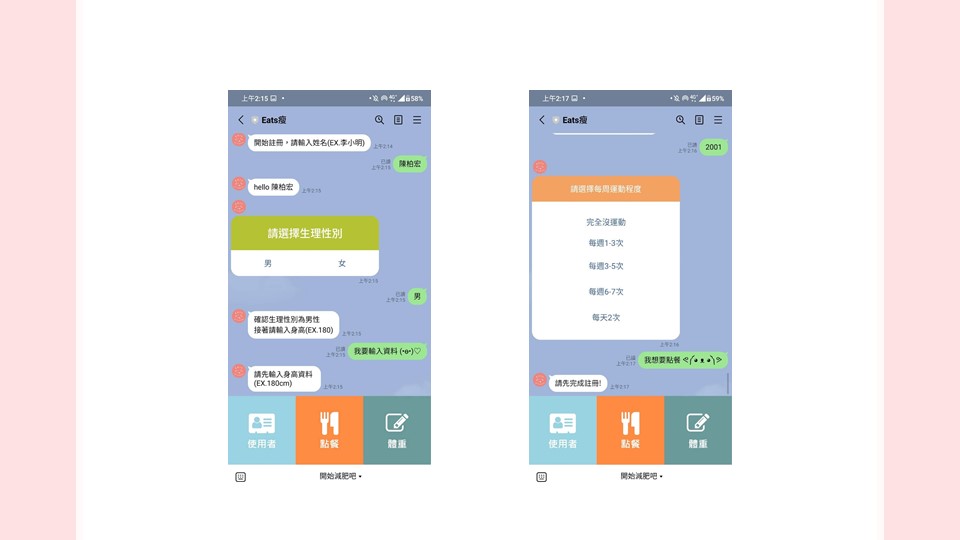 上午2:15
58%
Eats瘦
開始註冊，請輸入姓名(EX.李小明)
上午2:14
已讀
上午2:15
陳柏宏
hello 陳柏宏
上午2:15
請選擇生理性別
男 女
上午2:15
已讀
上午2:15
男
確認生理性別為男性
接著請輸入身高(EX.180)
上午2:15
已讀
上午2:15
我要輸入資料 (•ө•)♡
請先輸入身高資料
(EX.180cm)
上午2:15
使用者 點餐 體重
開始減肥吧
上午2:17
59%
Eats瘦
已讀
上午2:16
2001
請選擇每周運動程度
完全沒運動
每週1-3次
每週3-5次
每週6-7次
每天2次
上午2:16
已讀
上午2:17
我想要點餐
請先完成註冊!
上午2:17
使用者 點餐 體重
開始減肥吧